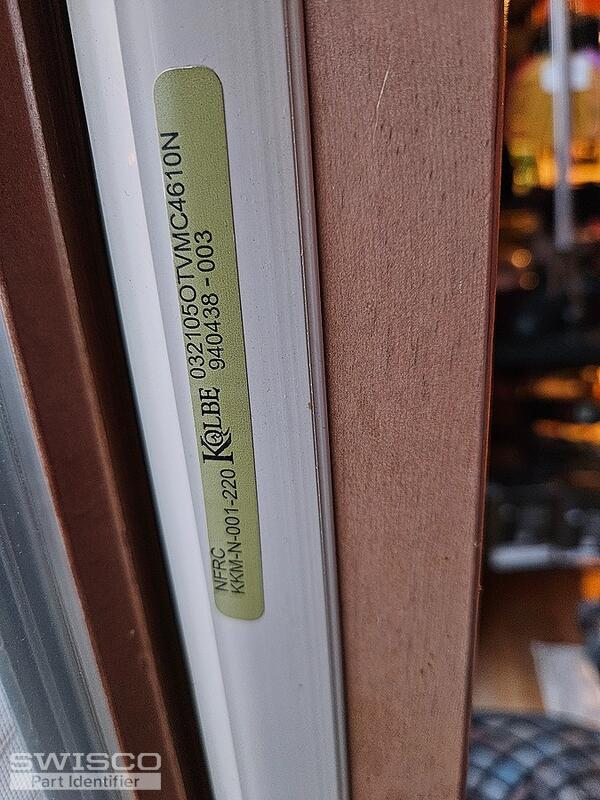 NFRC
KKM-N-001-220
KOLBE
032105OTVMC4610N
940438 - 003
SWISCO
Part Identifier